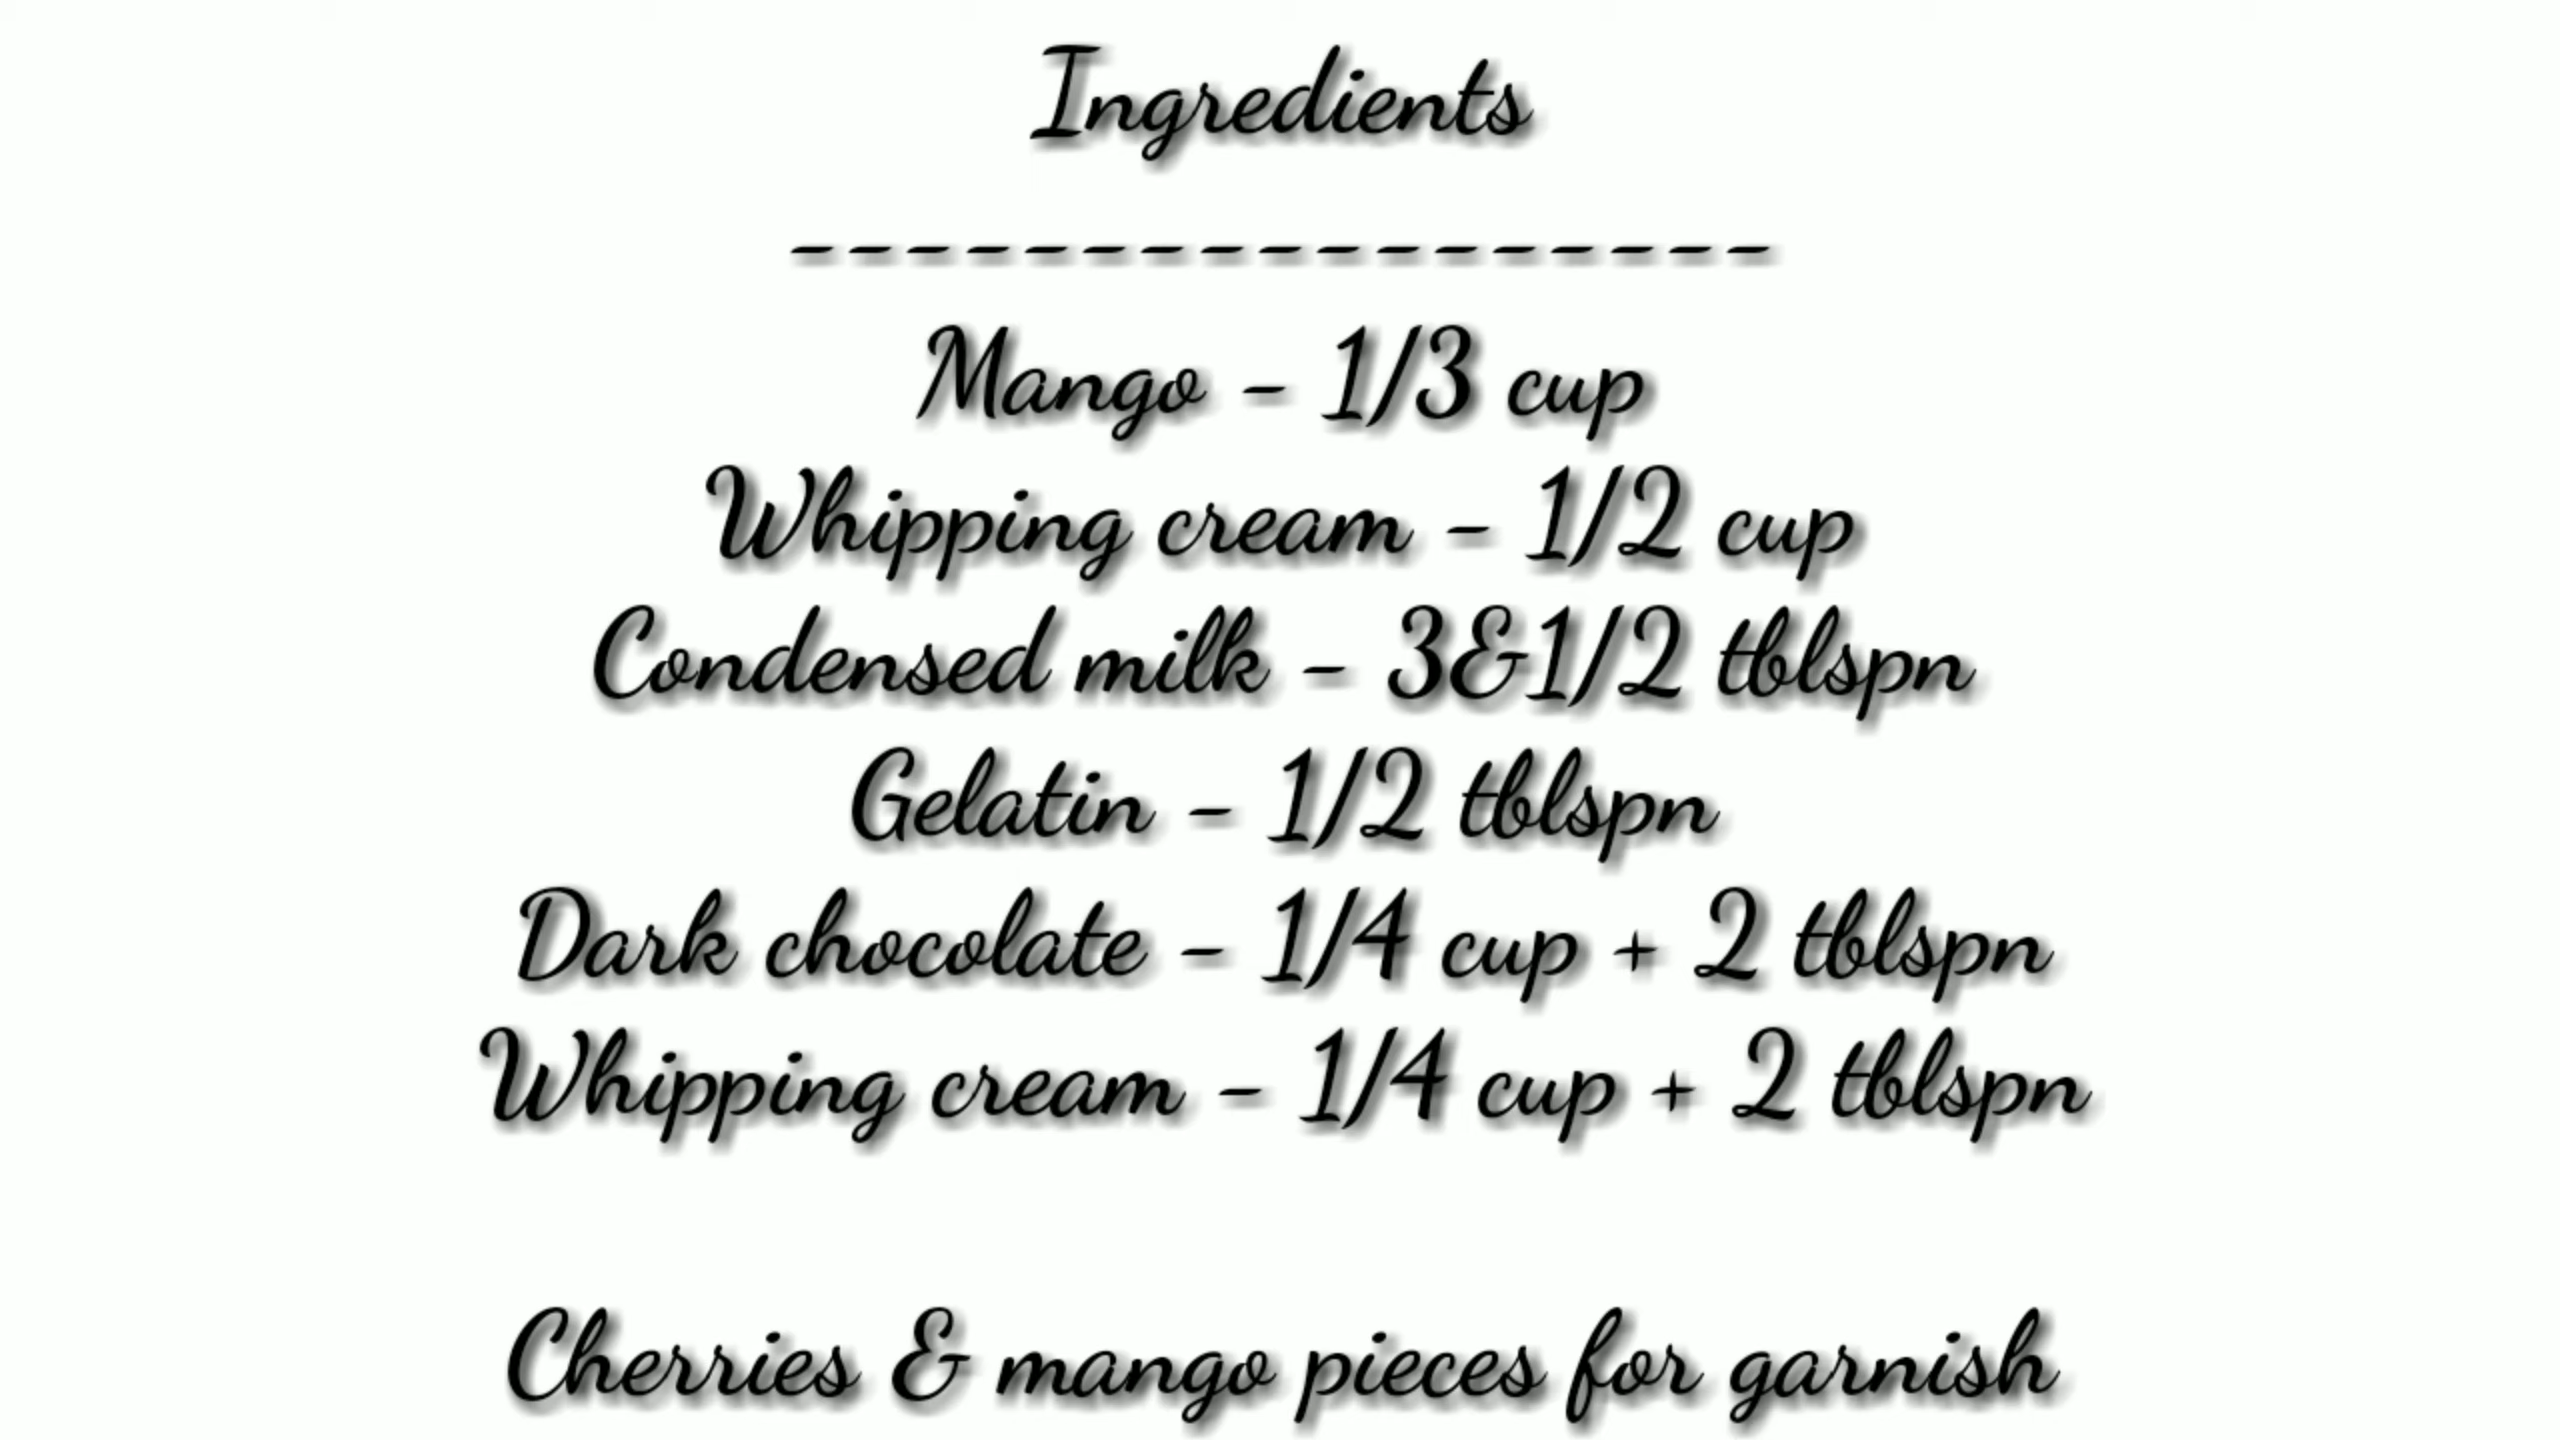 Ingredients
-----------------
Mango - 1/3 cup
Whipping cream - 1/2 cup
Condensed milk - 3&1/2 tblspn
Gelatin - 1/2 tblspn
Dark chocolate - 1/4 cup + 2 tblspn
Whipping cream - 1/4 cup + 2 tblspn
Cherries & mango pieces for garnish